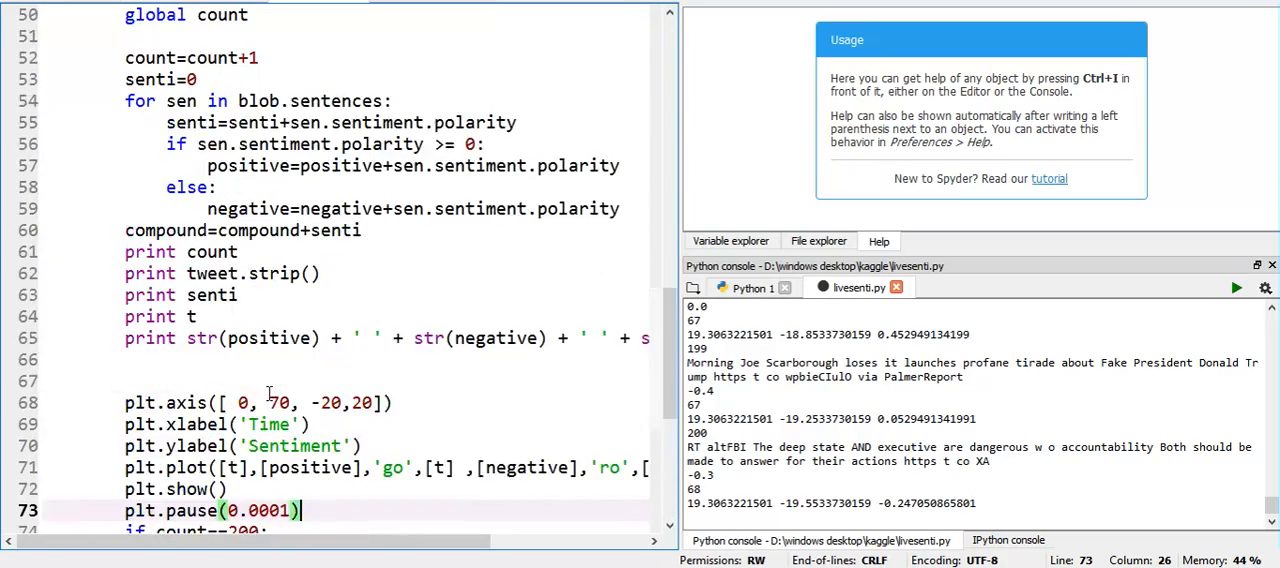 50 global count
51
52 count=count+1
53 senti=0
54 for sen in blob.sentences:
55 senti=senti+sen.sentiment.polarity
56 if sen.sentiment.polarity >= 0:
57 positive=positive+sen.sentiment.polarity
58 else:
59 negative=negative+sen.sentiment.polarity
60 compound=compound+senti
61 print count
62 print tweet.strip()
63 print senti
64 print t
65 print str(positive) + ' ' + str(negative) + ' ' + s
66
67
68 plt.axis([ 0, 70, -20,20])
69 plt.xlabel('Time')
70 plt.ylabel('Sentiment')
71 plt.plot([t],[positive],'go',[t] ,[negative],'ro',[
72 plt.show()
73 plt.pause(0.0001)
74 if count==200:
Usage
Here you can get help of any object by pressing Ctrl+I in
front of it, either on the Editor or the Console.
Help can also be shown automatically after writing a left
parenthesis next to an object. You can activate this
behavior in Preferences > Help.
New to Spyder? Read our tutorial
Variable explorer File explorer Help
Python console - D:\windows desktop\kaggle\livesenti.py
Python 1 livesenti.py
0.0
67
19.3063221501 -18.8533730159 0.452949134199
199
Morning Joe Scarborough loses it launches profane tirade about Fake President Donald Tr
ump https t co wpbieCIulO via PalmerReport
-0.4
67
19.3063221501 -19.2533730159 0.0529491341991
200
RT altFBI The deep state AND executive are dangerous w o accountability Both should be
made to answer for their actions https t co XA
-0.3
68
19.3063221501 -19.5533730159 -0.247050865801
Python console - D:\windows desktop\kaggle\livesenti.py IPython console
Permissions: RW End-of-lines: CRLF Encoding: UTF-8 Line: 73 Column: 26 Memory: 44 %